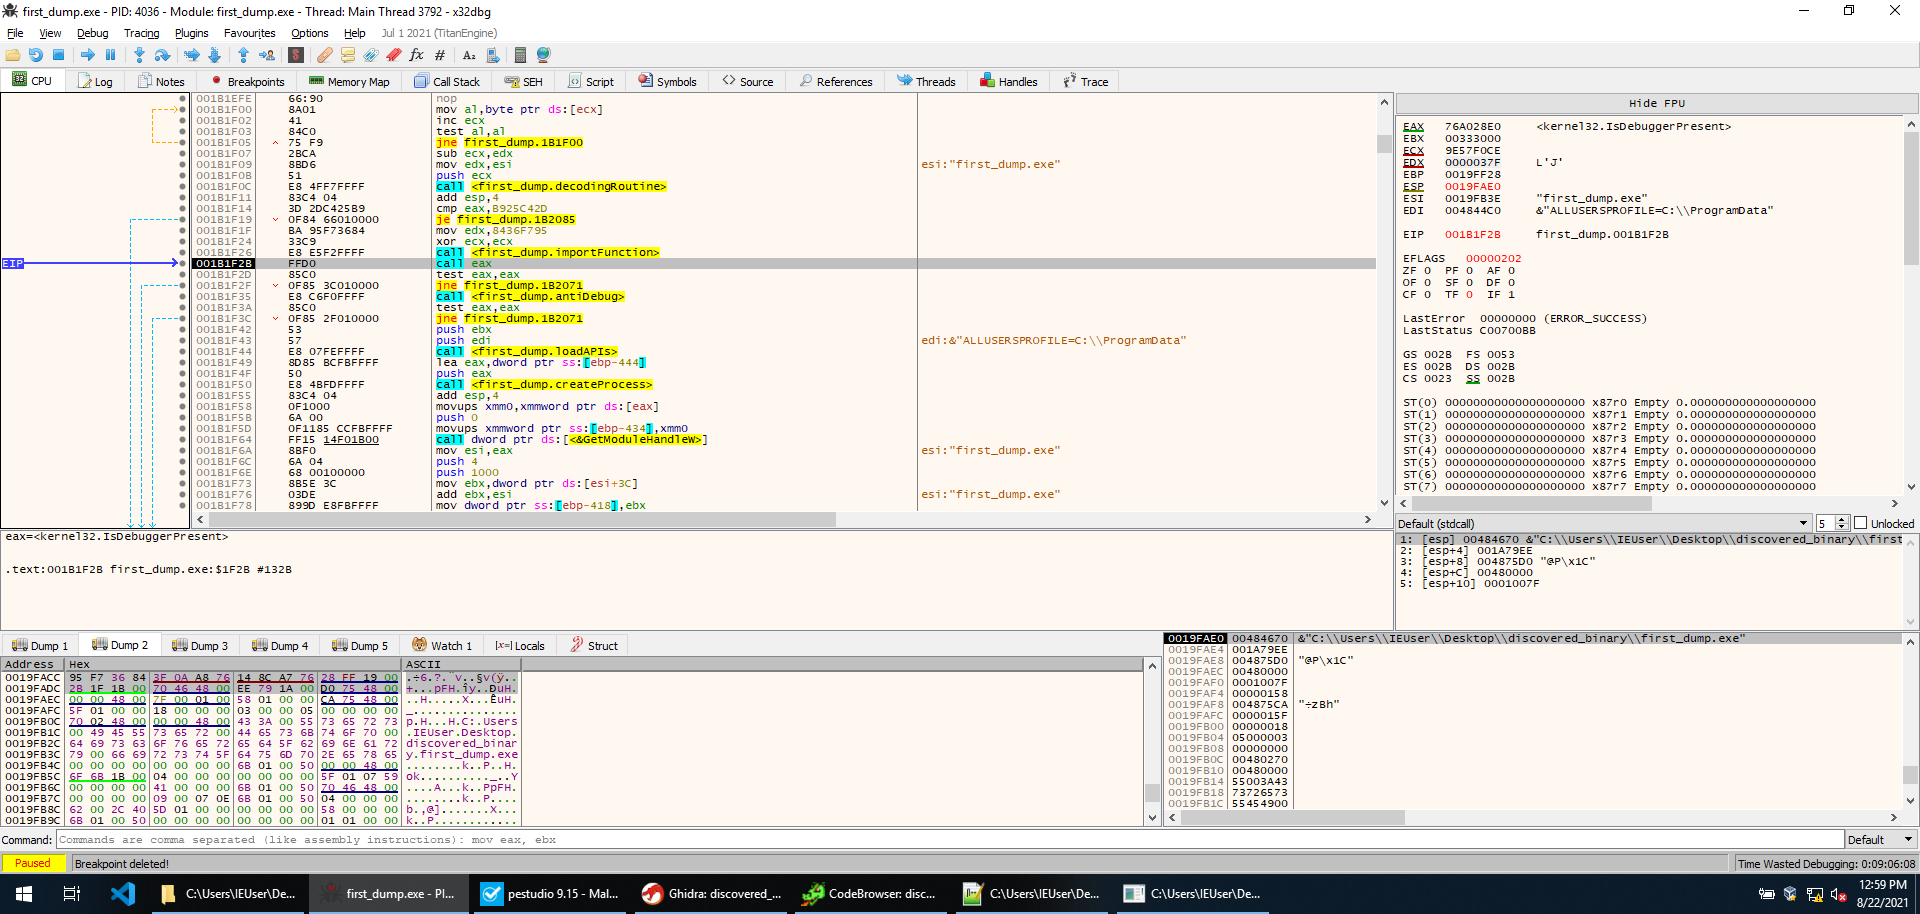 first_dump.exe - PID: 4036 - Module: first_dump.exe - Thread: Main Thread 3792 - x32dbg
File View Debug Tracing Plugins Favourites Options Help Jul 1 2021 (TitanEngine)
CPU Log Notes Breakpoints Memory Map Call Stack SEH Script Symbols Source References Threads Handles Trace
001B1EFE 66:90 nop
001B1F00 8A01 mov al,byte ptr ds:[ecx]
001B1F02 41 inc ecx
001B1F03 84C0 test al,al
001B1F05 75 F9 jne first_dump.1B1F00
001B1F07 2BCA sub ecx,edx
001B1F09 8BD6 mov edx,esi esi:"first_dump.exe"
001B1F0B 51 push ecx
001B1F0C E8 4FF7FFFF call <first_dump.decodingRoutine>
001B1F11 83C4 04 add esp,4
001B1F14 3D 2DC425B9 cmp eax,B925C42D
001B1F19 0F84 66010000 je first_dump.1B2085
001B1F1F BA 95F73684 mov edx,8436F795
001B1F24 33C9 xor ecx,ecx
001B1F26 E8 E5F2FFFF call <first_dump.importFunction>
EIP 001B1F2B FFD0 call eax
001B1F2D 85C0 test eax,eax
001B1F2F 0F85 3C010000 jne first_dump.1B2071
001B1F35 E8 C6F0FFFF call <first_dump.antiDebug>
001B1F3A 85C0 test eax,eax
001B1F3C 0F85 2F010000 jne first_dump.1B2071
001B1F42 53 push ebx
001B1F43 57 push edi edi:&"ALLUSERSPROFILE=C:\\ProgramData"
001B1F44 E8 07FEFFFF call <first_dump.loadAPIs>
001B1F49 8D85 BCFBFFFF lea eax,dword ptr ss:[ebp-444]
001B1F4F 50 push eax
001B1F50 E8 4BFDFFFF call <first_dump.createProcess>
001B1F55 83C4 04 add esp,4
001B1F58 0F1000 movups xmm0,xmmword ptr ds:[eax]
001B1F5B 6A 00 push 0
001B1F5D 0F1185 CCFBFFFF movups xmmword ptr ss:[ebp-434],xmm0
001B1F64 FF15 14F01B00 call dword ptr ds:[<&GetModuleHandleW>]
001B1F6A 8BF0 mov esi,eax esi:"first_dump.exe"
001B1F6C 6A 04 push 4
001B1F6E 68 00100000 push 1000
001B1F73 8B5E 3C mov ebx,dword ptr ds:[esi+3C]
001B1F76 03DE add ebx,esi esi:"first_dump.exe"
001B1F78 899D E8FBFFFF mov dword ptr ss:[ebp-418],ebx
Hide FPU
EAX 76A028E0 <kernel32.IsDebuggerPresent>
EBX 00333000
ECX 9E57F0CE
EDX 0000037F L'J'
EBP 0019FF28
ESP 0019FAE0
ESI 0019FB3E "first_dump.exe"
EDI 004844C0 &"ALLUSERSPROFILE=C:\\ProgramData"
EIP 001B1F2B first_dump.001B1F2B
EFLAGS 00000202
ZF 0 PF 0 AF 0
OF 0 SF 0 DF 0
CF 0 TF 0 IF 1
LastError 00000000 (ERROR_SUCCESS)
LastStatus C00700BB
GS 002B FS 0053
ES 002B DS 002B
CS 0023 SS 002B
ST(0) 00000000000000000000 x87r0 Empty 0.000000000000000000
ST(1) 00000000000000000000 x87r1 Empty 0.000000000000000000
ST(2) 00000000000000000000 x87r2 Empty 0.000000000000000000
ST(3) 00000000000000000000 x87r3 Empty 0.000000000000000000
ST(4) 00000000000000000000 x87r4 Empty 0.000000000000000000
ST(5) 00000000000000000000 x87r5 Empty 0.000000000000000000
ST(6) 00000000000000000000 x87r6 Empty 0.000000000000000000
ST(7) 00000000000000000000 x87r7 Empty 0.000000000000000000
eax=<kernel32.IsDebuggerPresent>
.text:001B1F2B first_dump.exe:$1F2B #132B
Default (stdcall) 5 Unlocked
1: [esp] 00484670 &"C:\\Users\\IEUser\\Desktop\\discovered_binary\\first
2: [esp+4] 001A79EE
3: [esp+8] 004875D0 "@P\x1C"
4: [esp+C] 00480000
5: [esp+10] 0001007F
Dump 1 Dump 2 Dump 3 Dump 4 Dump 5 Watch 1 [x=] Locals Struct
Address Hex ASCII
0019FACC 95 F7 36 84 3F 0A A8 76 14 8C A7 76 28 FF 19 00 .÷6.?.¨v..§v(ÿ..
0019FADC 2B 1F 1B 00 70 46 48 00 EE 79 1A 00 D0 75 48 00 +...pFH.îy..ÐuH.
0019FAEC 00 00 48 00 7F 00 01 00 58 01 00 00 CA 75 48 00 ..H.....X...ÊuH.
0019FAFC 5F 01 00 00 18 00 00 00 03 00 00 05 00 00 00 00 _...............
0019FB0C 70 02 48 00 00 00 48 00 43 3A 00 55 73 65 72 73 p.H...H.C:.Users
0019FB1C 00 49 45 55 73 65 72 00 44 65 73 6B 74 6F 70 00 .IEUser.Desktop.
0019FB2C 64 69 73 63 6F 76 65 72 65 64 5F 62 69 6E 61 72 discovered_binar
0019FB3C 79 00 66 69 72 73 74 5F 64 75 6D 70 2E 65 78 65 y.first_dump.exe
0019FB4C 00 00 00 00 00 00 00 00 6B 01 00 50 00 00 48 00 ........k..P..H.
0019FB5C 6F 6B 1B 00 04 00 00 00 00 00 00 00 5F 01 07 59 ok.........._..Y
0019FB6C 00 00 00 00 41 00 00 00 6B 01 00 50 70 46 48 00 ....A...k..PpFH.
0019FB7C 00 00 00 00 09 00 07 0E 6B 01 00 50 04 00 00 00 ........k..P....
0019FB8C 62 00 2C 40 5D 01 00 00 00 00 00 00 58 00 00 00 b.,@].......X...
0019FB9C 6B 01 00 50 00 00 00 00 00 00 00 00 01 01 00 00 k..P............
0019FAE0 00484670 &"C:\\Users\\IEUser\\Desktop\\discovered_binary\\first_dump.exe"
0019FAE4 001A79EE
0019FAE8 004875D0 "@P\x1C"
0019FAEC 00480000
0019FAF0 0001007F
0019FAF4 00000158
0019FAF8 004875CA "÷zBh"
0019FAFC 0000015F
0019FB00 00000018
0019FB04 05000003
0019FB08 00000000
0019FB0C 00480270
0019FB10 00480000
0019FB14 55003A43
0019FB18 73726573
0019FB1C 55454900
Command: Commands are comma separated (like assembly instructions): mov eax, ebx Default
Paused Breakpoint deleted! Time Wasted Debugging: 0:09:06:08
C:\Users\IEUser\De... first_dump.exe - PI... pestudio 9.15 - Mal... Ghidra: discovered_... CodeBrowser: disc... C:\Users\IEUser\De... C:\Users\IEUser\De... 12:59 PM
8/22/2021